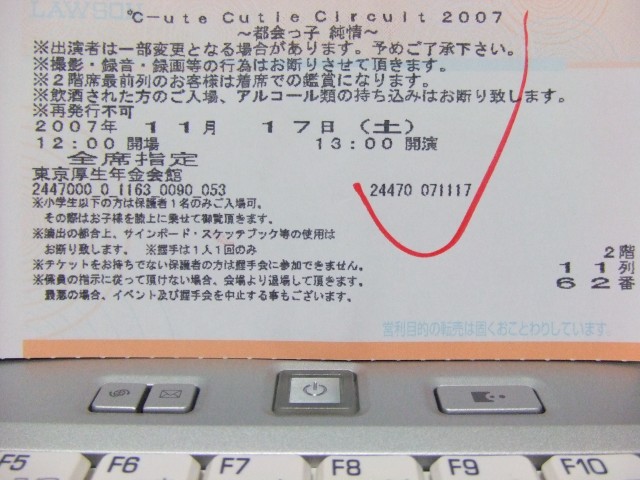 LAWSON
℃-ute Cutie Circuit 2007
～都会っ子 純情～
※出演者は一部変更となる場合があります。予めご了承下さい。
※撮影・録音・録画等の行為はお断りさせて頂きます。
※２階席最前列のお客様は着席での鑑賞になります。
※飲酒された方のご入場、アルコール類の持ち込みはお断り致します。
※再発行不可
2007年 １１月 １７日（土）
12:00 開場 13:00 開演
全席指定
東京厚生年金会館
2447000_0_1163_0090_053 24470 071117
※小学生以下の方は保護者１名のみご入場可。
その際はお子様を膝上に乗せて御覧頂きます。
※演出の都合上、サインボード・スケッチブック等の使用は
お断り致します。 ※握手は１人１回のみ
※チケットをお持ちでない保護者の方は握手会に参加できません。
※係員の指示に従って頂けない場合、会場より退場して頂きます。
最悪の場合、イベント及び握手会を中止する事もございます。
２階
１１列
６２番
営利目的の転売は固くおことわりしています。
F5 F6 F7 F8 F9 F10